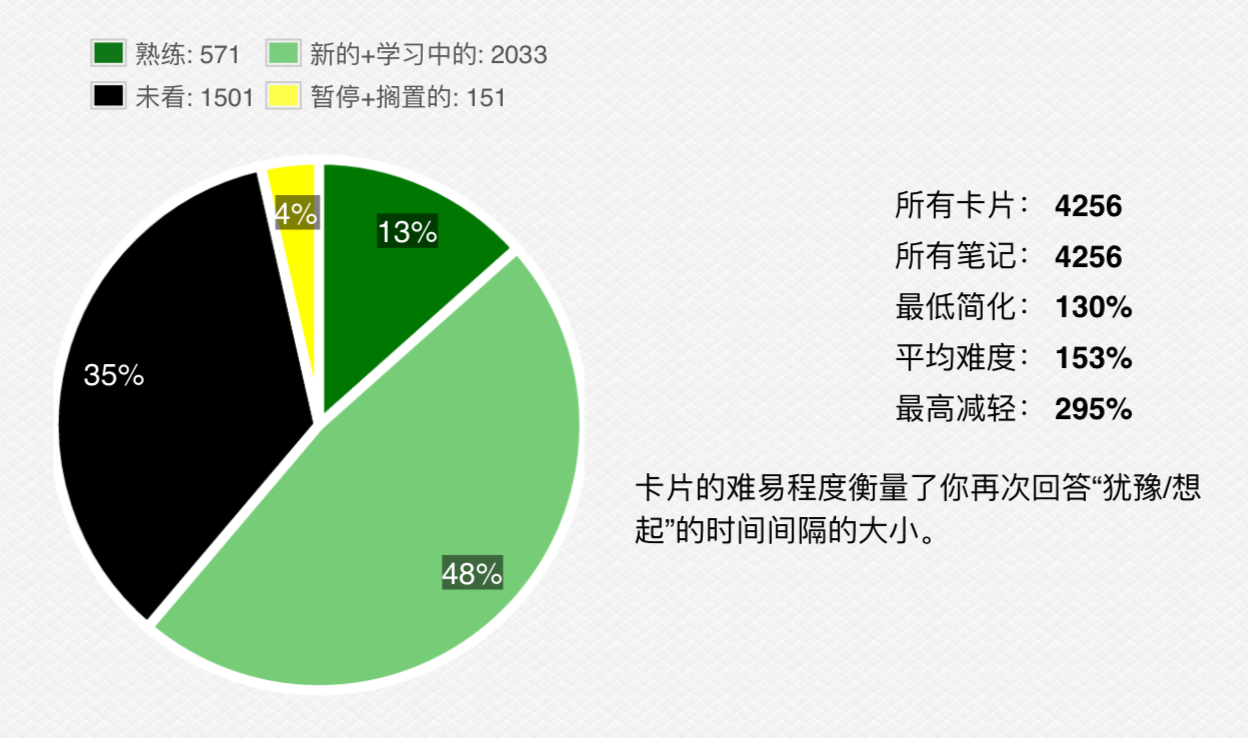 熟练: 571 新的+学习中的: 2033
未看: 1501 暂停+搁置的: 151
4%
13%
35%
48%
所有卡片： 4256
所有笔记： 4256
最低简化： 130%
平均难度： 153%
最高减轻： 295%
卡片的难易程度衡量了你再次回答“犹豫/想
起”的时间间隔的大小。